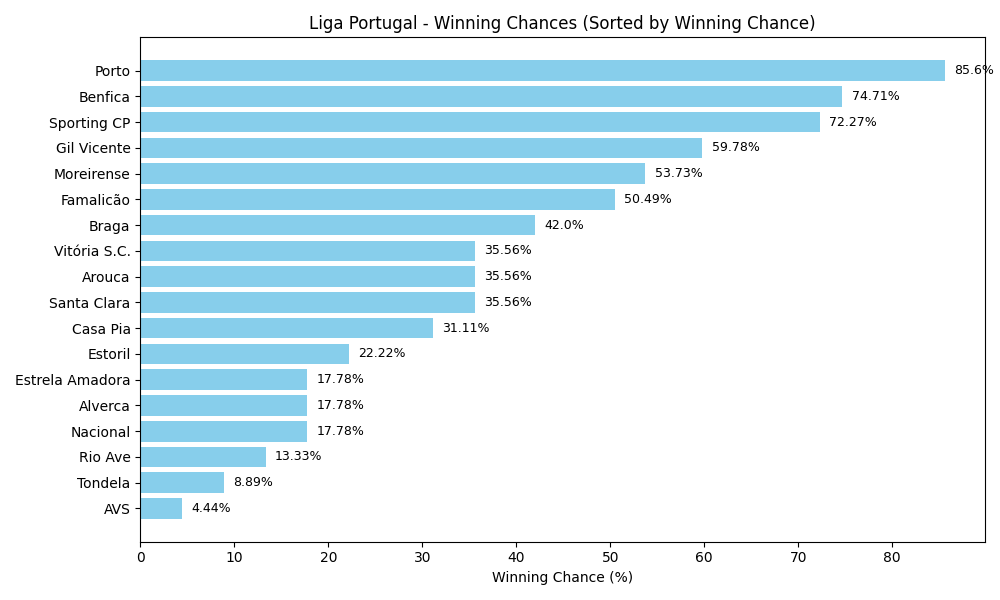 Liga Portugal - Winning Chances (Sorted by Winning Chance)
Porto 85.6%
Benfica 74.71%
Sporting CP 72.27%
Gil Vicente 59.78%
Moreirense 53.73%
Famalicão 50.49%
Braga 42.0%
Vitória S.C. 35.56%
Arouca 35.56%
Santa Clara 35.56%
Casa Pia 31.11%
Estoril 22.22%
Estrela Amadora 17.78%
Alverca 17.78%
Nacional 17.78%
Rio Ave 13.33%
Tondela 8.89%
AVS 4.44%
0 10 20 30 40 50 60 70 80
Winning Chance (%)